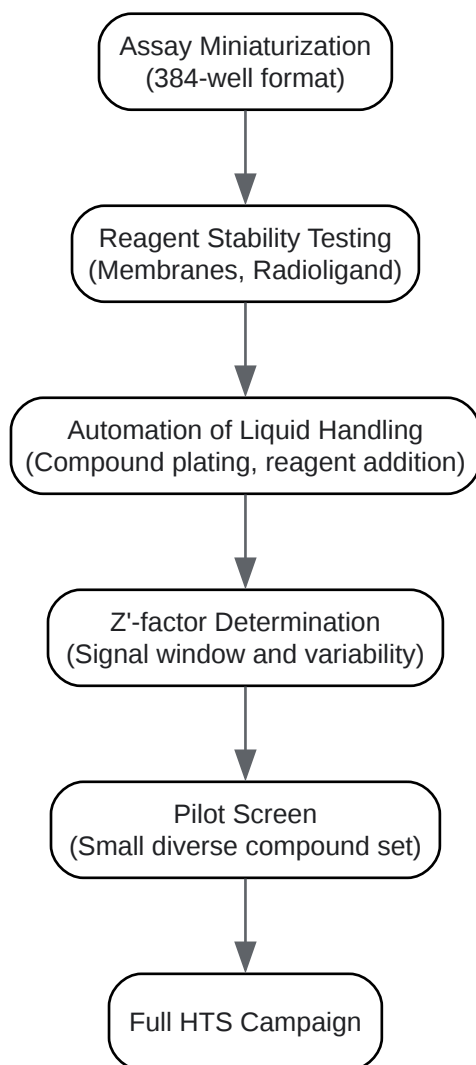 Assay Miniaturization
(384-well format)
Reagent Stability Testing
(Membranes, Radioligand)
Automation of Liquid Handling
(Compound plating, reagent addition)
Z'-factor Determination
(Signal window and variability)
Pilot Screen
(Small diverse compound set)
Full HTS Campaign